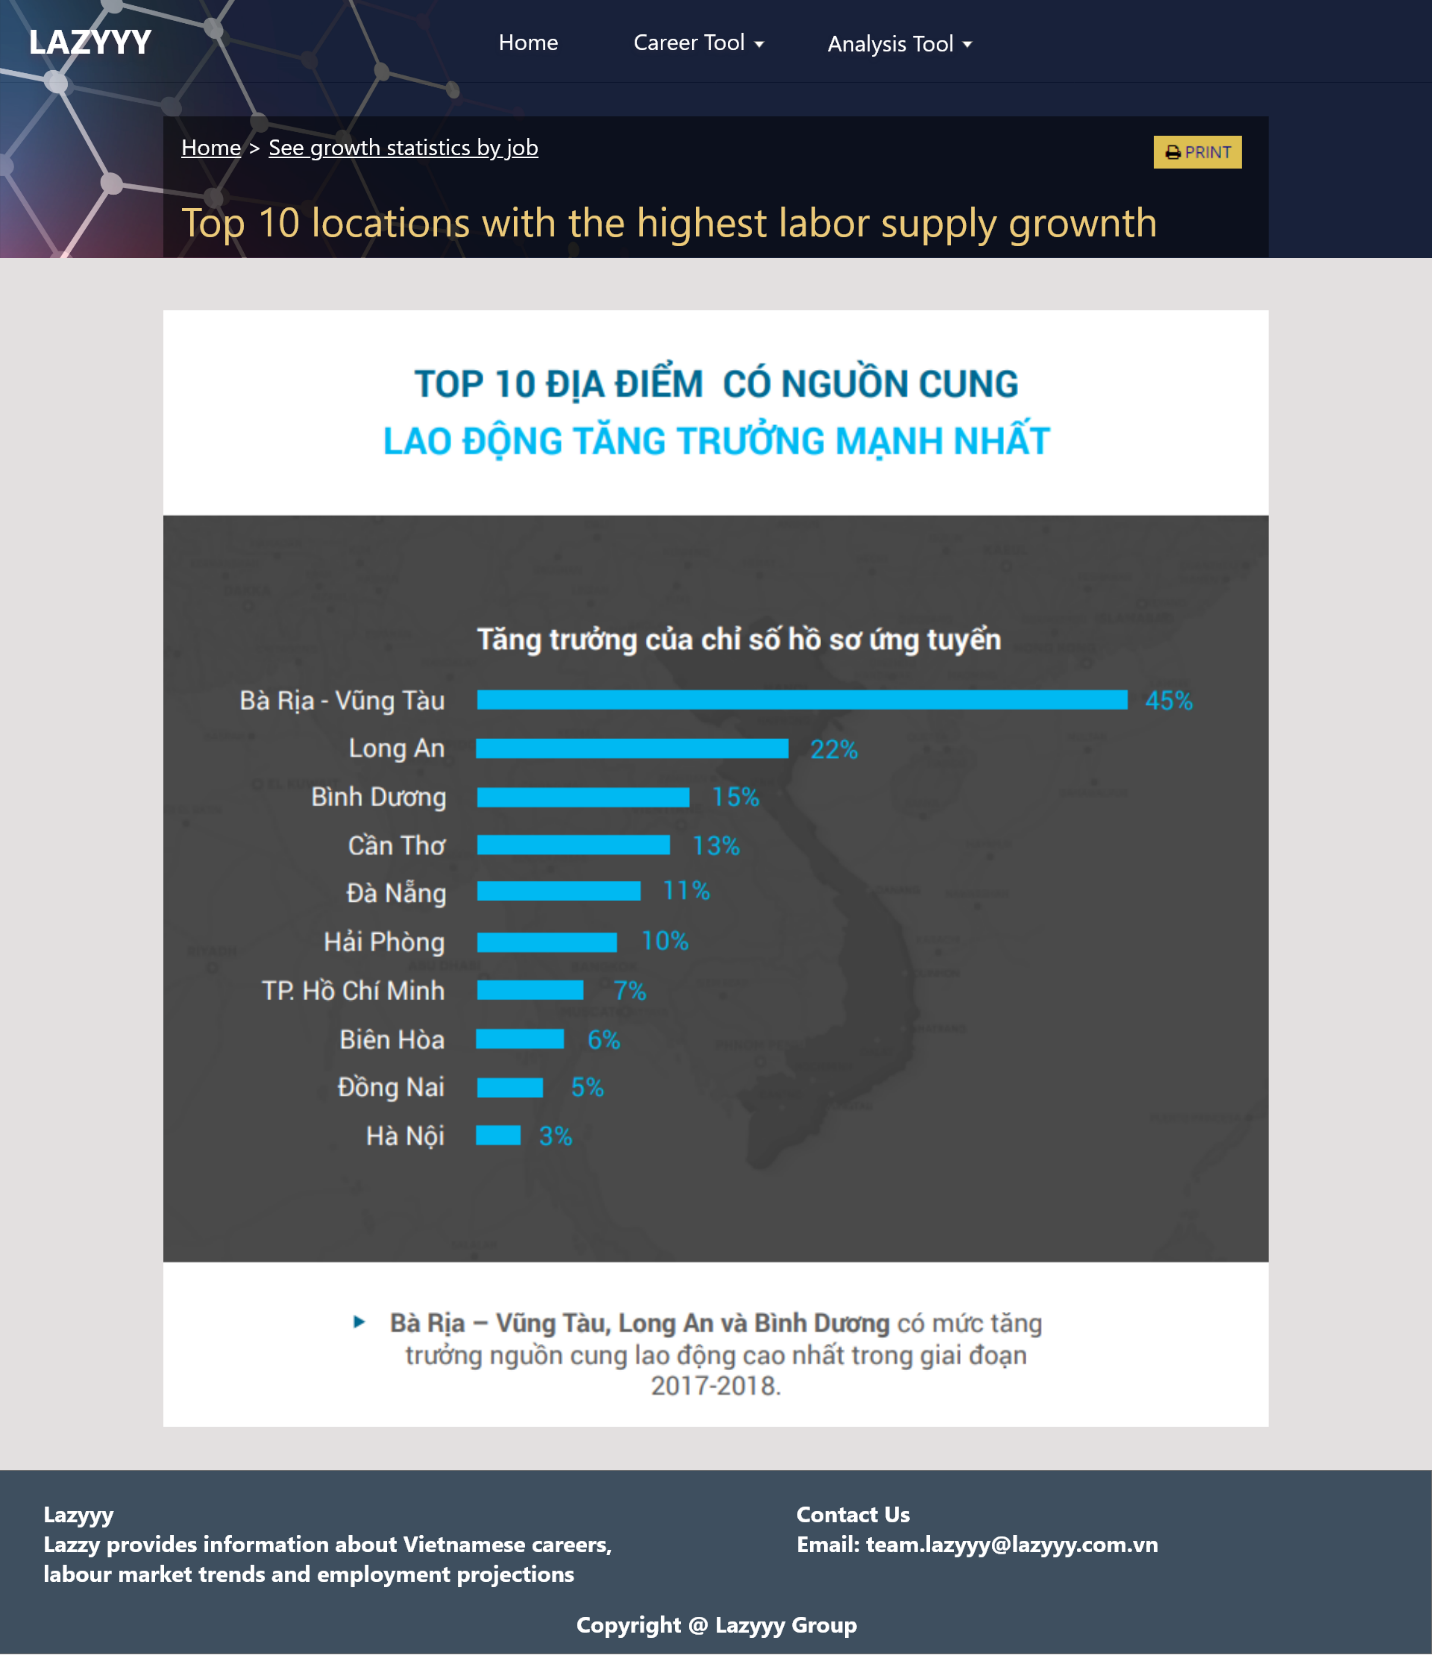 LAZYYY
Home
Career Tool
Analysis Tool
Home > See growth statistics by job
PRINT
Top 10 locations with the highest labor supply grownth
TOP 10 ĐỊA ĐIỂM CÓ NGUỒN CUNG
LAO ĐỘNG TĂNG TRƯỞNG MẠNH NHẤT
Tăng trưởng của chỉ số hồ sơ ứng tuyển
Bà Rịa - Vũng Tàu 45%
Long An 22%
Bình Dương 15%
Cần Thơ 13%
Đà Nẵng 11%
Hải Phòng 10%
TP. Hồ Chí Minh 7%
Biên Hòa 6%
Đồng Nai 5%
Hà Nội 3%
Bà Rịa – Vũng Tàu, Long An và Bình Dương có mức tăng
trưởng nguồn cung lao động cao nhất trong giai đoạn
2017-2018.
Lazyyy
Lazzy provides information about Vietnamese careers,
labour market trends and employment projections
Contact Us
Email: team.lazyyy@lazyyy.com.vn
Copyright @ Lazyyy Group